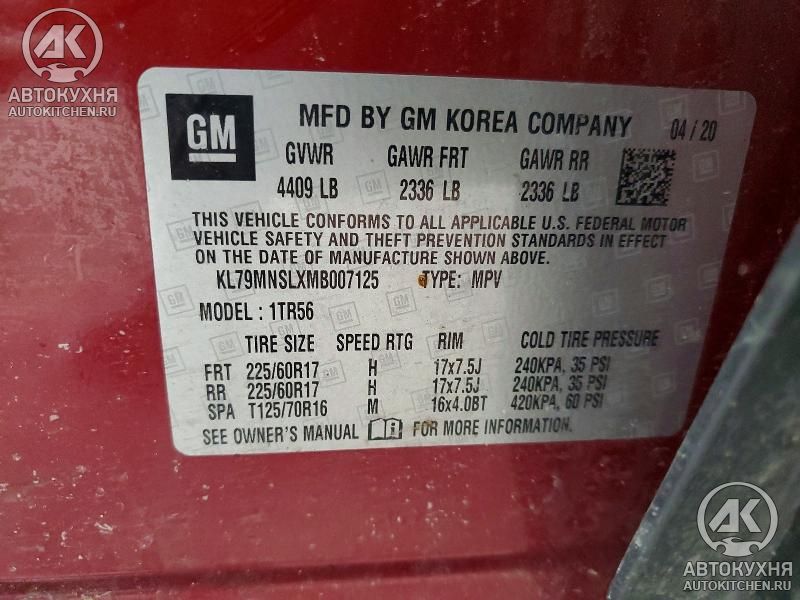 АК
АВТОКУХНЯ
AUTOKITCHEN.RU
GM
MFD BY GM KOREA COMPANY 04 / 20
GVWR GAWR FRT GAWR RR
4409 LB 2336 LB 2336 LB
THIS VEHICLE CONFORMS TO ALL APPLICABLE U.S. FEDERAL MOTOR
VEHICLE SAFETY AND THEFT PREVENTION STANDARDS IN EFFECT
ON THE DATE OF MANUFACTURE SHOWN ABOVE.
KL79MNSLXMB007125 TYPE: MPV
MODEL : 1TR56
TIRE SIZE SPEED RTG RIM COLD TIRE PRESSURE
FRT 225/60R17 H 17x7.5J 240KPA, 35 PSI
RR 225/60R17 H 17x7.5J 240KPA, 35 PSI
SPA T125/70R16 M 16x4.0BT 420KPA, 60 PSI
SEE OWNER'S MANUAL FOR MORE INFORMATION.
АК
АВТОКУХНЯ
AUTOKITCHEN.RU